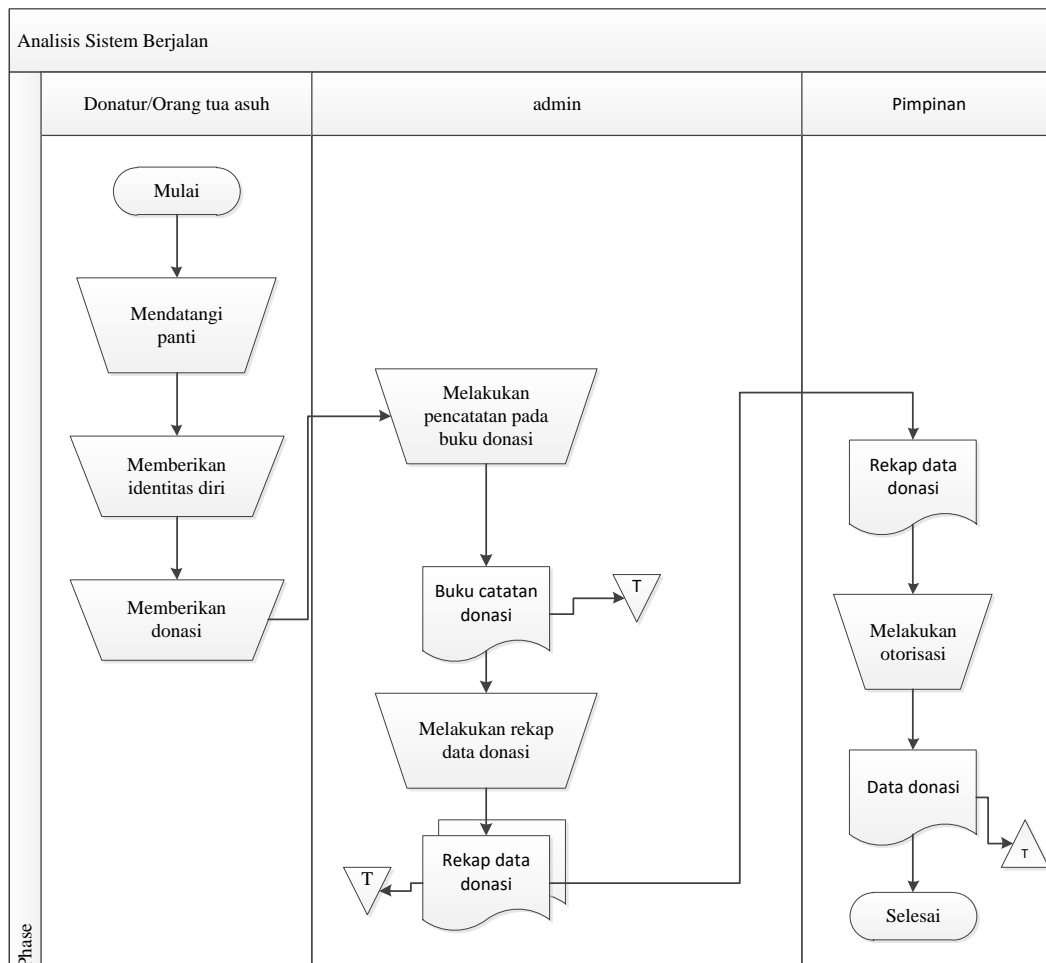 Analisis Sistem Berjalan
Donatur/Orang tua asuh
admin
Pimpinan
Phase
Mulai
Mendatangi
panti
Memberikan
identitas diri
Memberikan
donasi
Melakukan
pencatatan pada
buku donasi
Buku catatan
donasi
T
Melakukan rekap
data donasi
Rekap data
donasi
T
Rekap data
donasi
Melakukan
otorisasi
Data donasi
T
Selesai